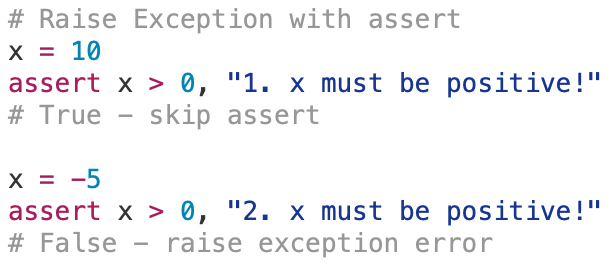 # Raise Exception with assert
x = 10
assert x > 0, "1. x must be positive!"
# True - skip assert
x = -5
assert x > 0, "2. x must be positive!"
# False - raise exception error